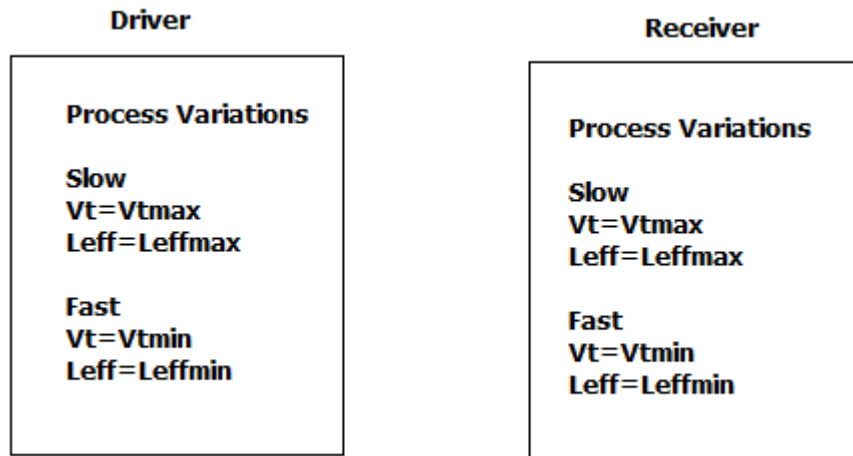 Driver
Process Variations
Slow
Vt=Vtmax
Leff=Leffmax
Fast
Vt=Vtmin
Leff=Leffmin
Receiver
Process Variations
Slow
Vt=Vtmax
Leff=Leffmax
Fast
Vt=Vtmin
Leff=Leffmin